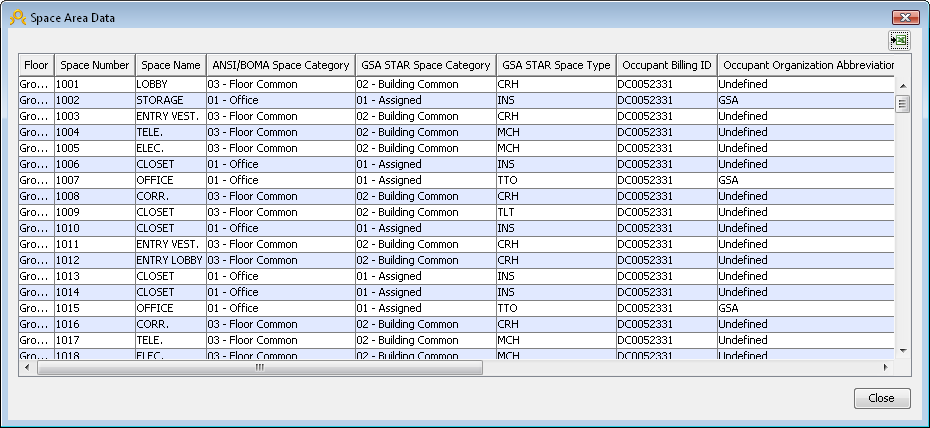 Space Area Data
Floor Space Number Space Name ANSI/BOMA Space Category GSA STAR Space Category GSA STAR Space Type Occupant Billing ID Occupant Organization Abbreviation
Gro... 1001 LOBBY 03 - Floor Common 02 - Building Common CRH DC0052331 Undefined
Gro... 1002 STORAGE 01 - Office 01 - Assigned INS DC0052331 GSA
Gro... 1003 ENTRY VEST. 03 - Floor Common 02 - Building Common CRH DC0052331 Undefined
Gro... 1004 TELE. 03 - Floor Common 02 - Building Common MCH DC0052331 Undefined
Gro... 1005 ELEC. 03 - Floor Common 02 - Building Common MCH DC0052331 Undefined
Gro... 1006 CLOSET 01 - Office 01 - Assigned INS DC0052331 Undefined
Gro... 1007 OFFICE 01 - Office 01 - Assigned TTO DC0052331 GSA
Gro... 1008 CORR. 03 - Floor Common 02 - Building Common CRH DC0052331 Undefined
Gro... 1009 CLOSET 03 - Floor Common 02 - Building Common TLT DC0052331 Undefined
Gro... 1010 CLOSET 01 - Office 01 - Assigned INS DC0052331 Undefined
Gro... 1011 ENTRY VEST. 03 - Floor Common 02 - Building Common CRH DC0052331 Undefined
Gro... 1012 ENTRY LOBBY 03 - Floor Common 02 - Building Common CRH DC0052331 Undefined
Gro... 1013 CLOSET 01 - Office 01 - Assigned INS DC0052331 Undefined
Gro... 1014 CLOSET 01 - Office 01 - Assigned INS DC0052331 Undefined
Gro... 1015 OFFICE 01 - Office 01 - Assigned TTO DC0052331 GSA
Gro... 1016 CORR. 03 - Floor Common 02 - Building Common CRH DC0052331 Undefined
Gro... 1017 TELE. 03 - Floor Common 02 - Building Common MCH DC0052331 Undefined
Gro... 1018 ELEC. 03 - Floor Common 02 - Building Common MCH DC0052331 Undefined
Close